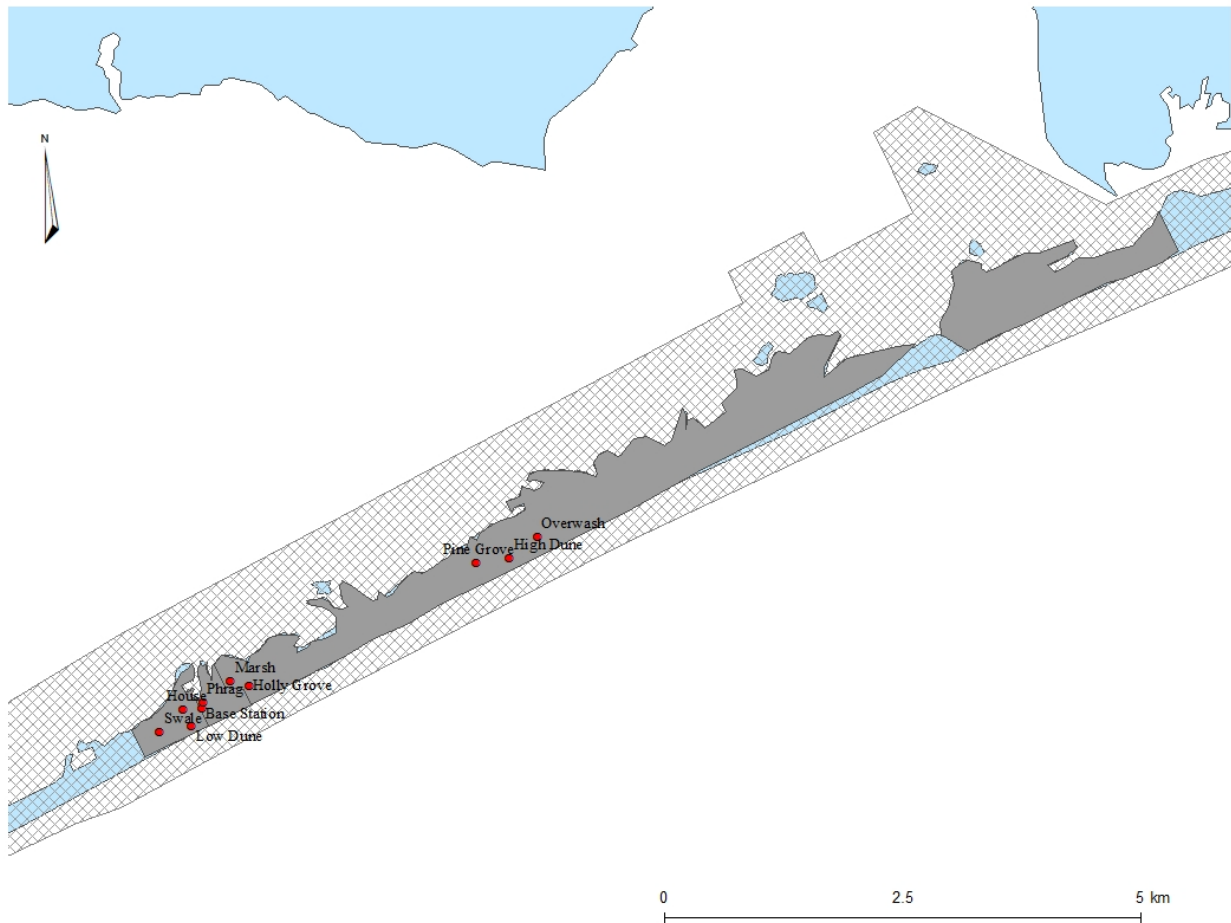 N
Overwash
High Dune
Pine Grove
Marsh
Holly Grove
Phrag
House
Base Station
Swale
Low Dune
0 2.5 5 km